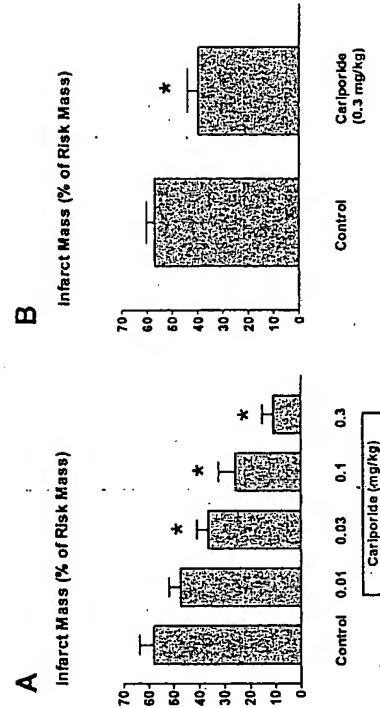 A
Infarct Mass (% of Risk Mass)
70
60
50
40
30
20
10
0
*
*
*
Control
0.01
0.03
0.1
0.3
Cariporide (mg/kg)
B
Infarct Mass (% of Risk Mass)
70
60
50
40
30
20
10
0
*
Control
Cariporide
(0.3 mg/kg)